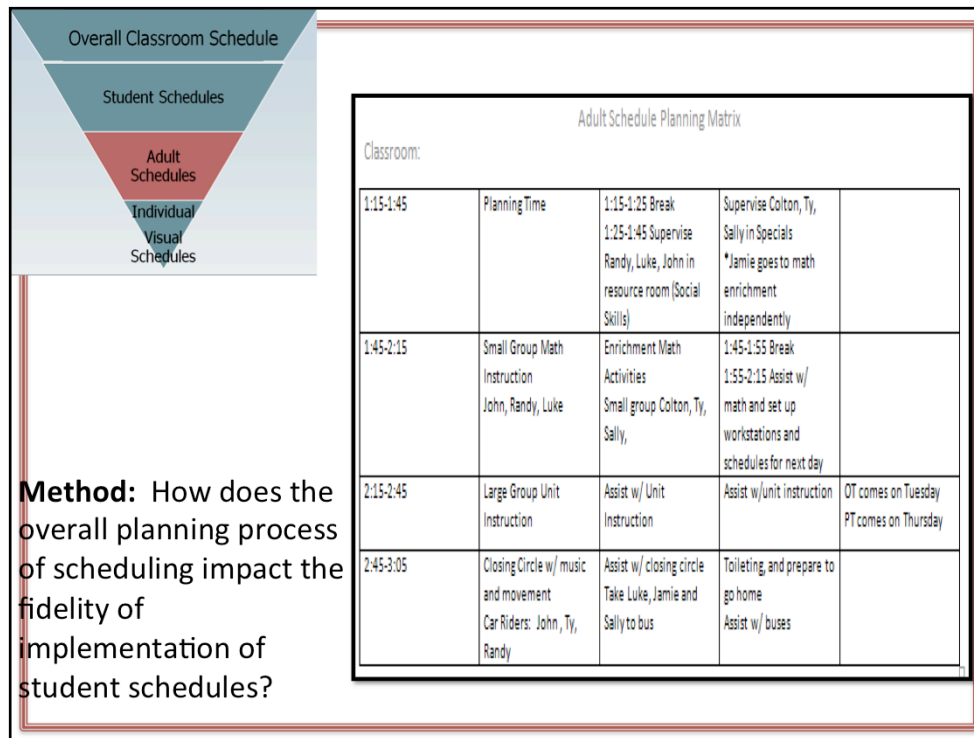 Overall Classroom Schedule
Student Schedules
Adult
Schedules
Individual
Visual
Schedules
Method: How does the
overall planning process
of scheduling impact the
fidelity of
implementation of
student schedules?
Adult Schedule Planning Matrix
Classroom:
1:15-1:45
Planning Time
1:15-1:25 Break
1:25-1:45 Supervise
Randy, Luke, John in
resource room (Social
Skills)
Supervise Colton, Ty,
Sally in Specials
*Jamie goes to math
enrichment
independently
1:45-2:15
Small Group Math
Instruction
John, Randy, Luke
Enrichment Math
Activities
Small group Colton, Ty,
Sally,
1:45-1:55 Break
1:55-2:15 Assist w/
math and set up
workstations and
schedules for next day
2:15-2:45
Large Group Unit
Instruction
Assist w/ Unit
Instruction
Assist w/unit instruction
OT comes on Tuesday
PT comes on Thursday
2:45-3:05
Closing Circle w/ music
and movement
Car Riders: John , Ty,
Randy
Assist w/ closing circle
Take Luke, Jamie and
Sally to bus
Toileting, and prepare to
go home
Assist w/ buses